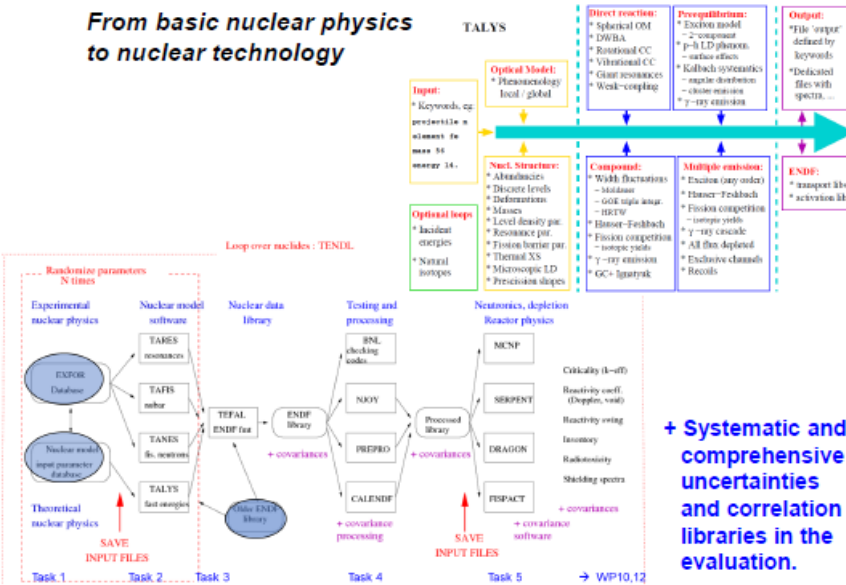 From basic nuclear physics
to nuclear technology
TALYS
Input:
* Keywords, eg:
projectile n
element fe
mass 56
energy 14.
Optional loops
* Incident
energies
* Natural
isotopes
Optical Model:
* Phenomenology
local / global
Nucl. Structure:
* Abundancies
* Discrete levels
* Deformations
* Masses
* Level density par.
* Resonance par.
* Fission barrier par.
* Thermal XS
* Microscopic LD
* Prescission shapes
Direct reaction:
* Spherical OM
* DWBA
* Rotational CC
* Vibrational CC
* Giant resonances
* Weak-coupling
Compound:
* Width fluctuations
– Moldauer
– GOE triple integr.
– HRTW
* Hauser–Feshbach
* Fission competition
– isotopic yields
* γ-ray emission
* GC+ Ignatyuk
Preequilibrium:
* Exciton model
– 2-component
* p-h LD phenom.
– surface effects
* Kalbach systematics
– angular distribution
– cluster emission
* γ-ray emission
Multiple emission:
* Exciton (any order)
* Hauser–Feshbach
* Fission competition
– isotopic yields
* γ-ray cascade
* All flux depleted
* Exclusive channels
* Recoils
Output:
*File 'output'
defined by
keywords
*Dedicated
files with
spectra, ...
ENDF:
* transport libs
* activation lib
Loop over nuclides : TENDL
Randomize parameters
N times
Experimental
nuclear physics
EXFOR
Database
Nuclear model
input parameter
database
Theoretical
nuclear physics
Nuclear model
software
TARES
resonances
TAFIS
nubar
TANES
fis. neutrons
TALYS
fast energies
Nuclear data
library
TEFAL
ENDF
ENDF
library
+ covariances
Older ENDF
library
Testing and
processing
BNL
checking
codes
NJOY
PREPRO
CALENDF
+ covariance
processing
Processed
library
+ covariances
Neutronics, depletion
Reactor physics
MCNP
SERPENT
DRAGON
FISPACT
+ covariance
software
Criticality (k-eff)
Reactivity coeff.
(Doppler, void)
Reactivity swing
Inventory
Radiotoxicity
Shielding spectra
+ covariances
SAVE
INPUT FILES
SAVE
INPUT FILES
Task 1
Task 2
Task 3
Task 4
Task 5
→ WP10,12
+ Systematic and
comprehensive
uncertainties
and correlation
libraries in the
evaluation.